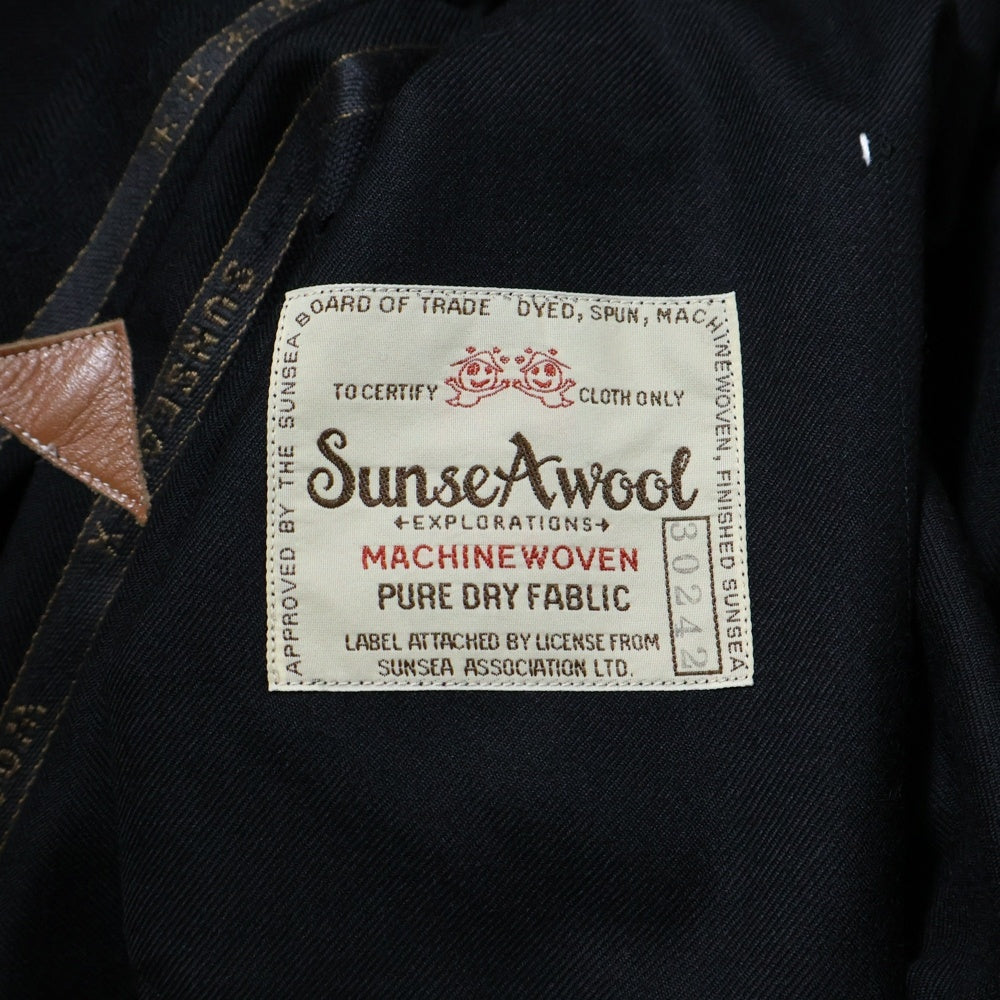 APPROVED BY THE SUNSEA BOARD OF TRADE DYED, SPUN, MACHINEWOVEN, FINISHED SUNSEA
TO CERTIFY CLOTH ONLY
SunseAwool
EXPLORATIONS
MACHINEWOVEN
PURE DRY FABLIC
30242
LABEL ATTACHED BY LICENSE FROM
SUNSEA ASSOCIATION LTD.